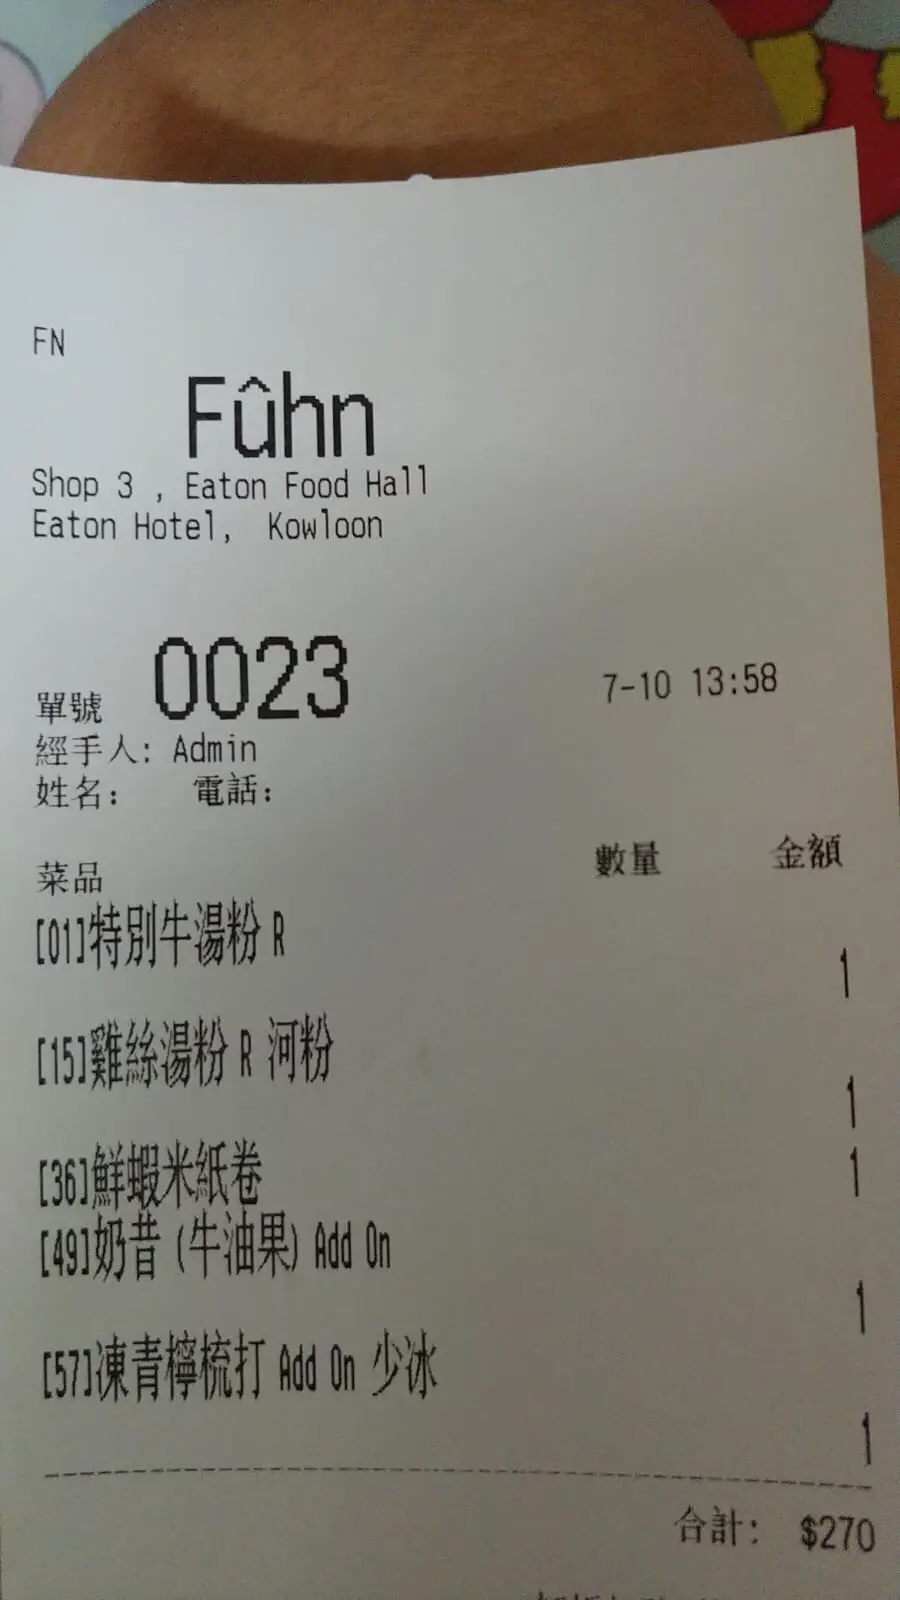 FN
Fûhn
Shop 3 , Eaton Food Hall
Eaton Hotel, Kowloon
單號 0023 7-10 13:58
經手人: Admin
姓名: 電話:
菜品 數量 金額
[01]特別牛湯粉 R
1
[15]雞絲湯粉 R 河粉
1
[36]鮮蝦米紙卷 1
[49]奶昔 (牛油果) Add On
1
[57]凍青檸梳打 Add On 少冰
1
合計: $270